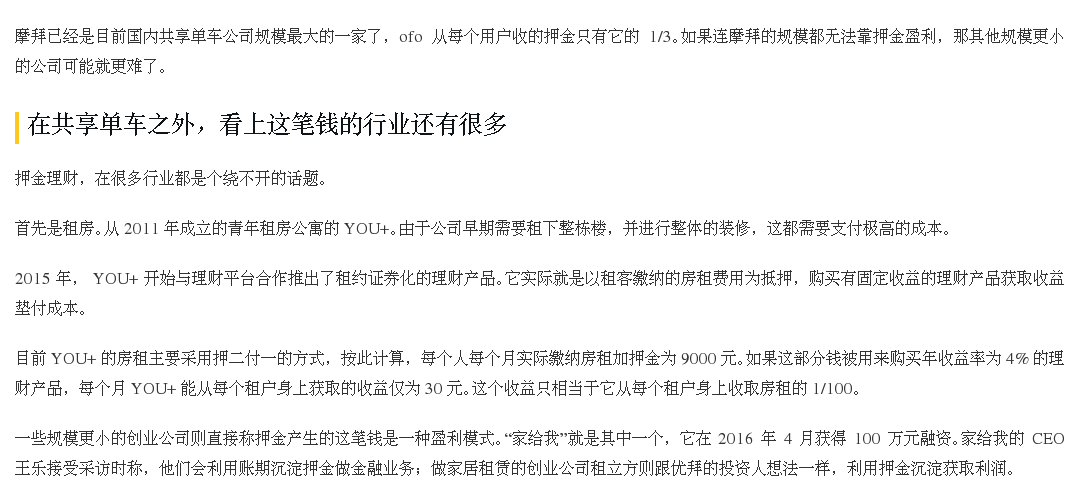 摩拜已经是目前国内共享单车公司规模最大的一家了，ofo 从每个用户收的押金只有它的 1/3。如果连摩拜的规模都无法靠押金盈利，那其他规模更小
的公司可能就更难了。
在共享单车之外，看上这笔钱的行业还有很多
押金理财，在很多行业都是个绕不开的话题。
首先是租房。从 2011 年成立的青年租房公寓的 YOU+。由于公司早期需要租下整栋楼，并进行整体的装修，这都需要支付极高的成本。
2015 年， YOU+ 开始与理财平台合作推出了租约证券化的理财产品。它实际就是以租客缴纳的房租费用为抵押，购买有固定收益的理财产品获取收益
垫付成本。
目前 YOU+ 的房租主要采用押二付一的方式，按此计算，每个人每个月实际缴纳房租加押金为 9000 元。如果这部分钱被用来购买年收益率为 4% 的理
财产品，每个月 YOU+ 能从每个租户身上获取的收益仅为 30 元。这个收益只相当于它从每个租户身上收取房租的 1/100。
一些规模更小的创业公司则直接称押金产生的这笔钱是一种盈利模式。“家给我”就是其中一个，它在 2016 年 4 月获得 100 万元融资。家给我的 CEO
王乐接受采访时称，他们会利用账期沉淀押金做金融业务；做家居租赁的创业公司租立方则跟优拜的投资人想法一样，利用押金沉淀获取利润。